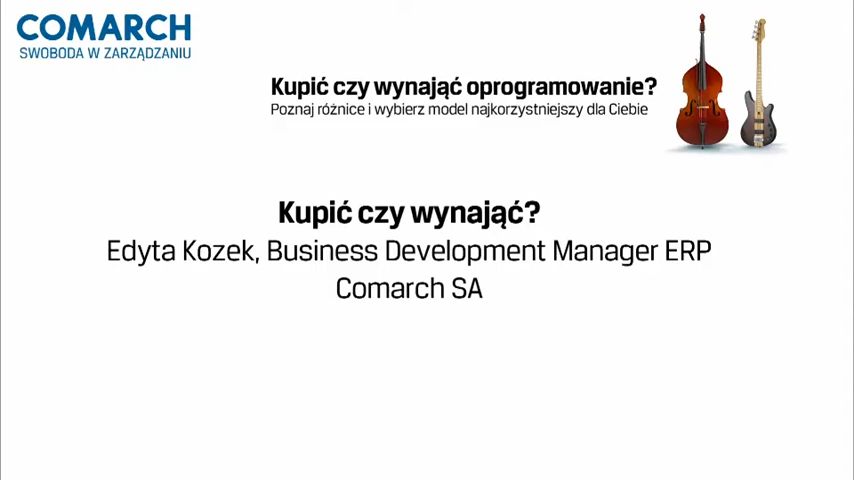 COMARCH
SWOBODA W ZARZĄDZANIU
Kupić czy wynająć oprogramowanie?
Poznaj różnice i wybierz model najkorzystniejszy dla Ciebie
Kupić czy wynająć?
Edyta Kozek, Business Development Manager ERP
Comarch SA